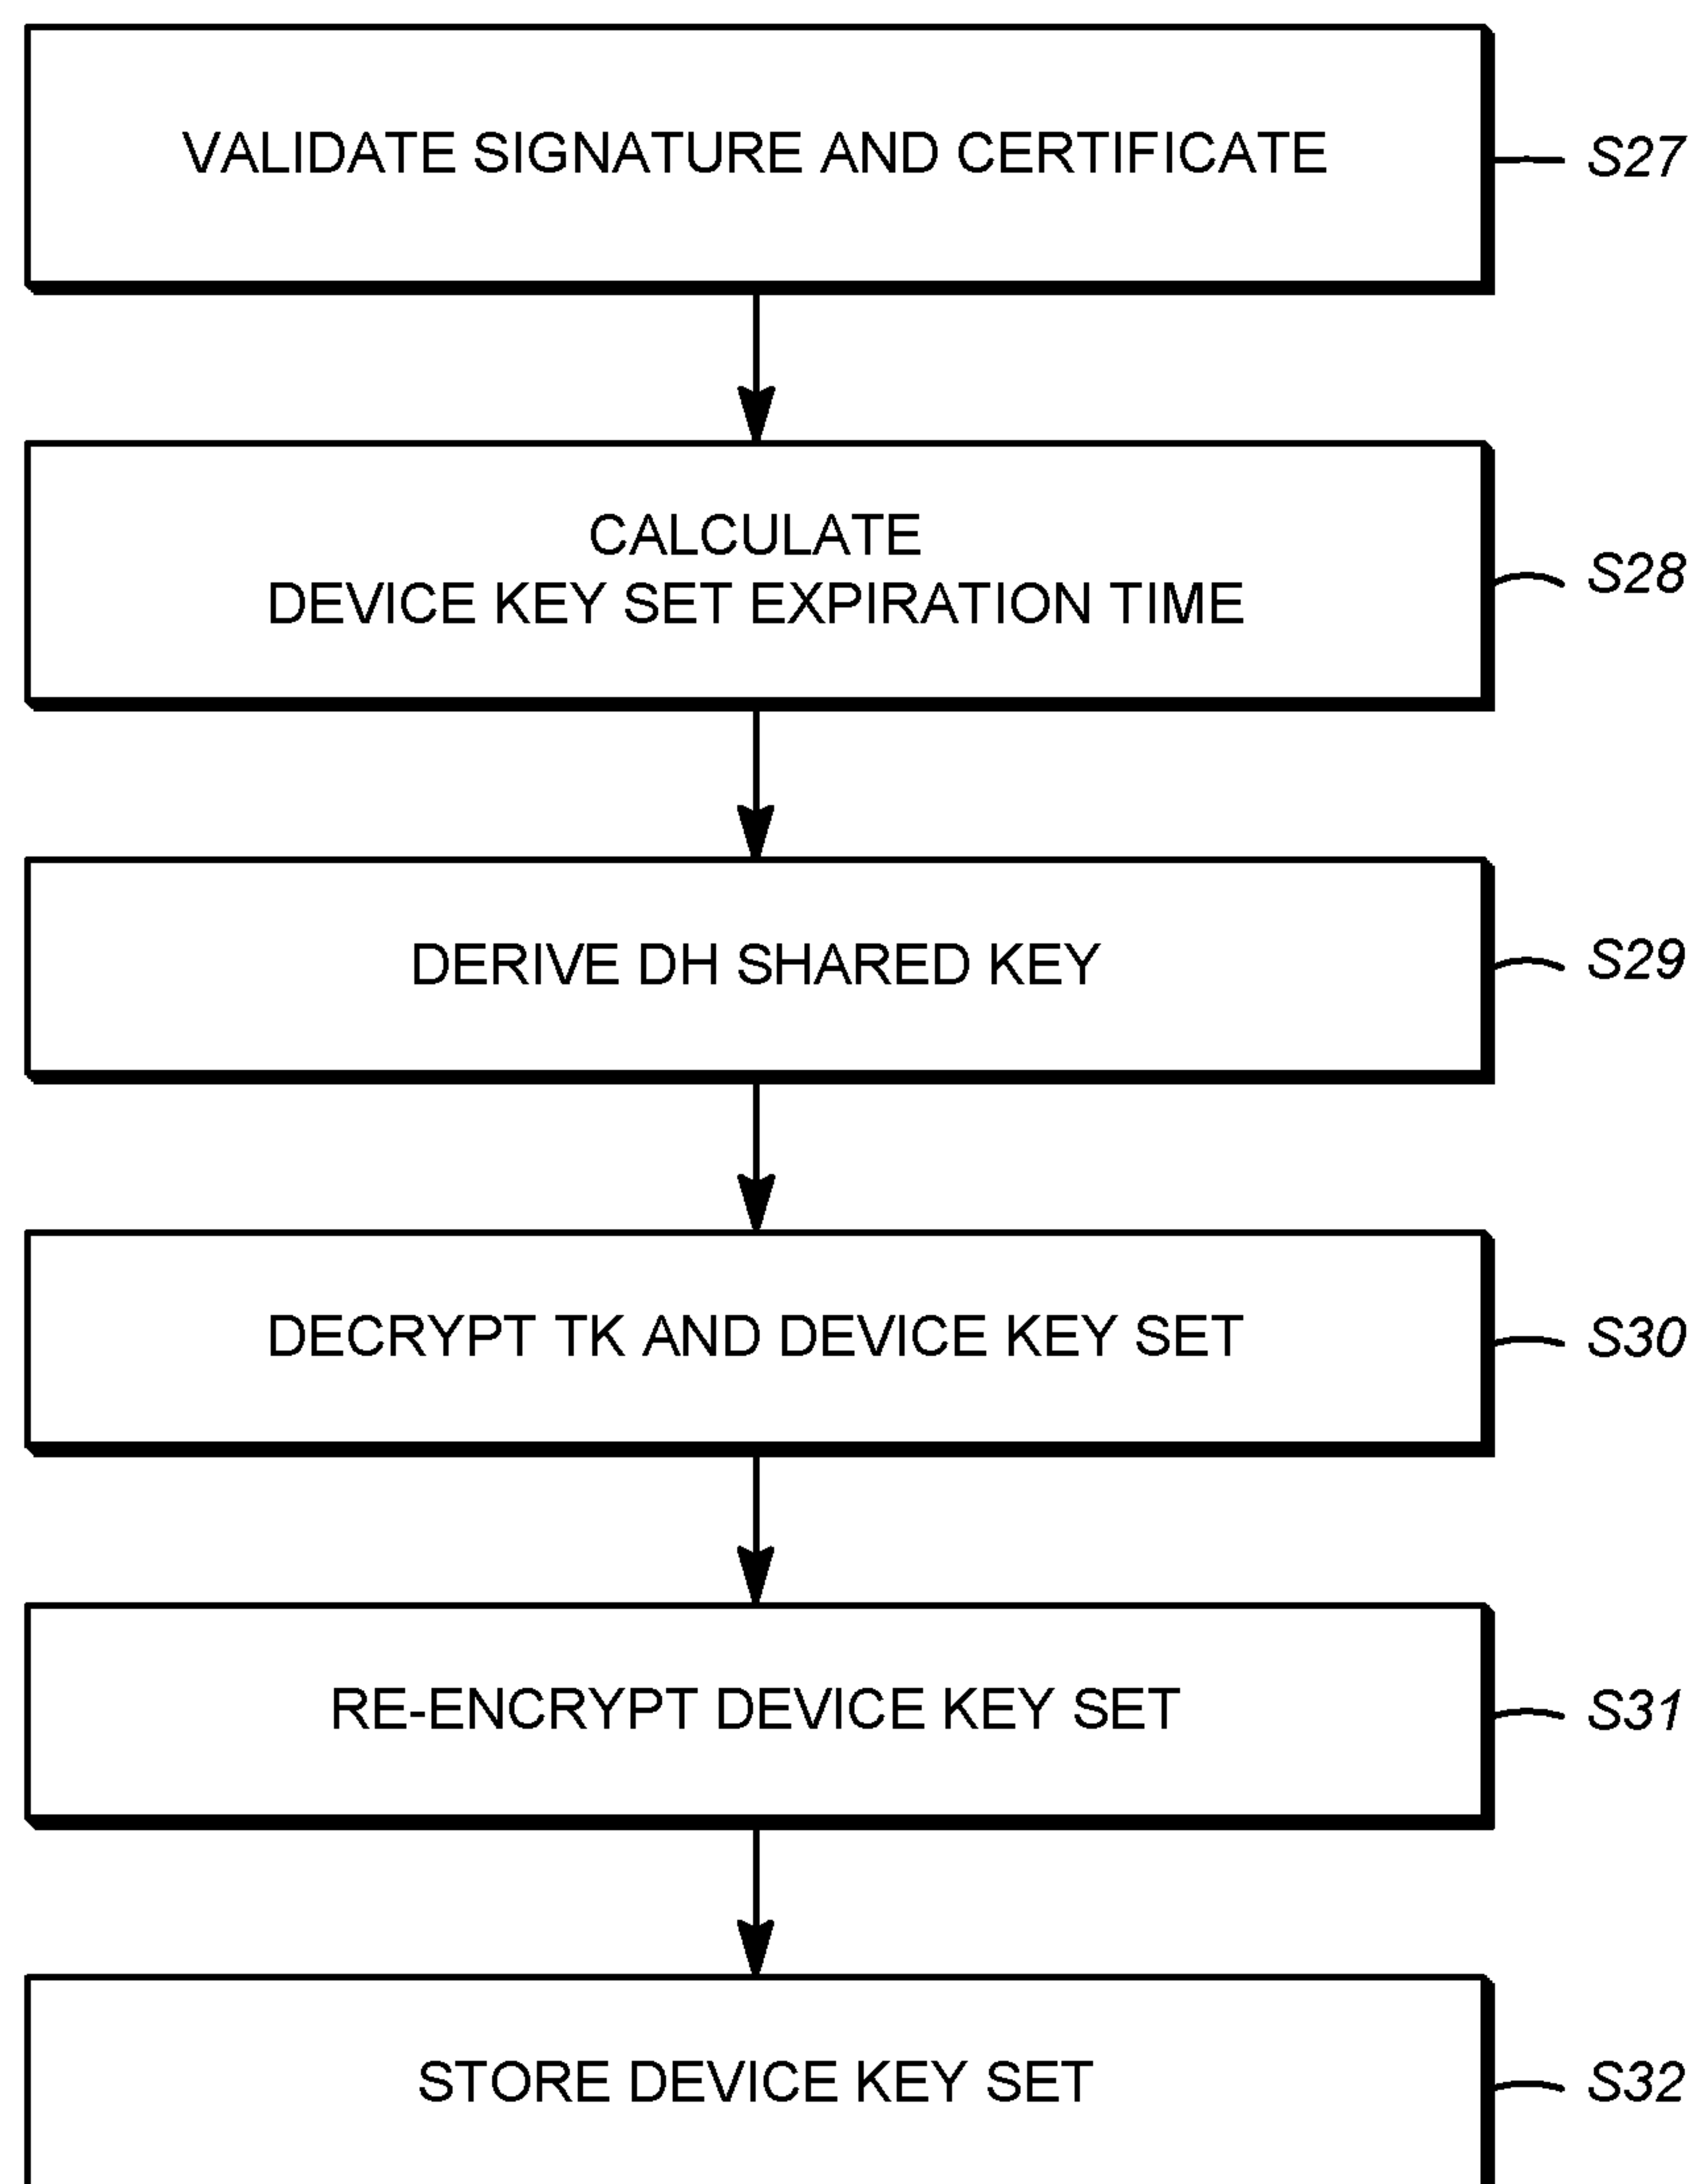 VALIDATE SIGNATURE AND CERTIFICATE
S27
CALCULATE
DEVICE KEY SET EXPIRATION TIME
S28
DERIVE DH SHARED KEY
S29
DECRYPT TK AND DEVICE KEY SET
S30
RE-ENCRYPT DEVICE KEY SET
S31
STORE DEVICE KEY SET
S32